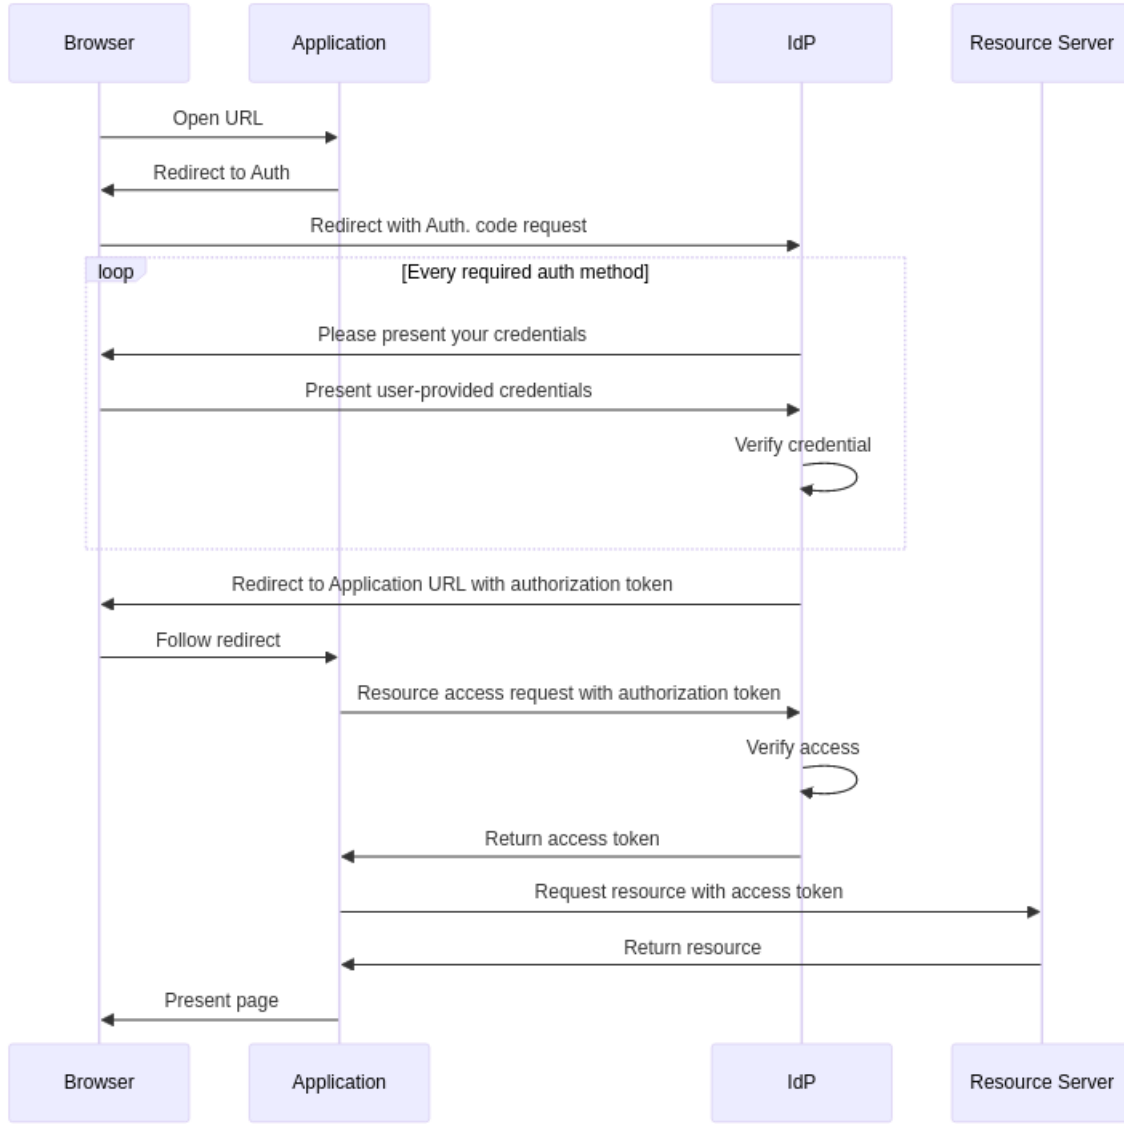 Browser
Application
IdP
Resource Server
Open URL
Redirect to Auth
Redirect with Auth. code request
loop
[Every required auth method]
Please present your credentials
Present user-provided credentials
Verify credential
Redirect to Application URL with authorization token
Follow redirect
Resource access request with authorization token
Verify access
Return access token
Request resource with access token
Return resource
Present page
Browser
Application
IdP
Resource Server